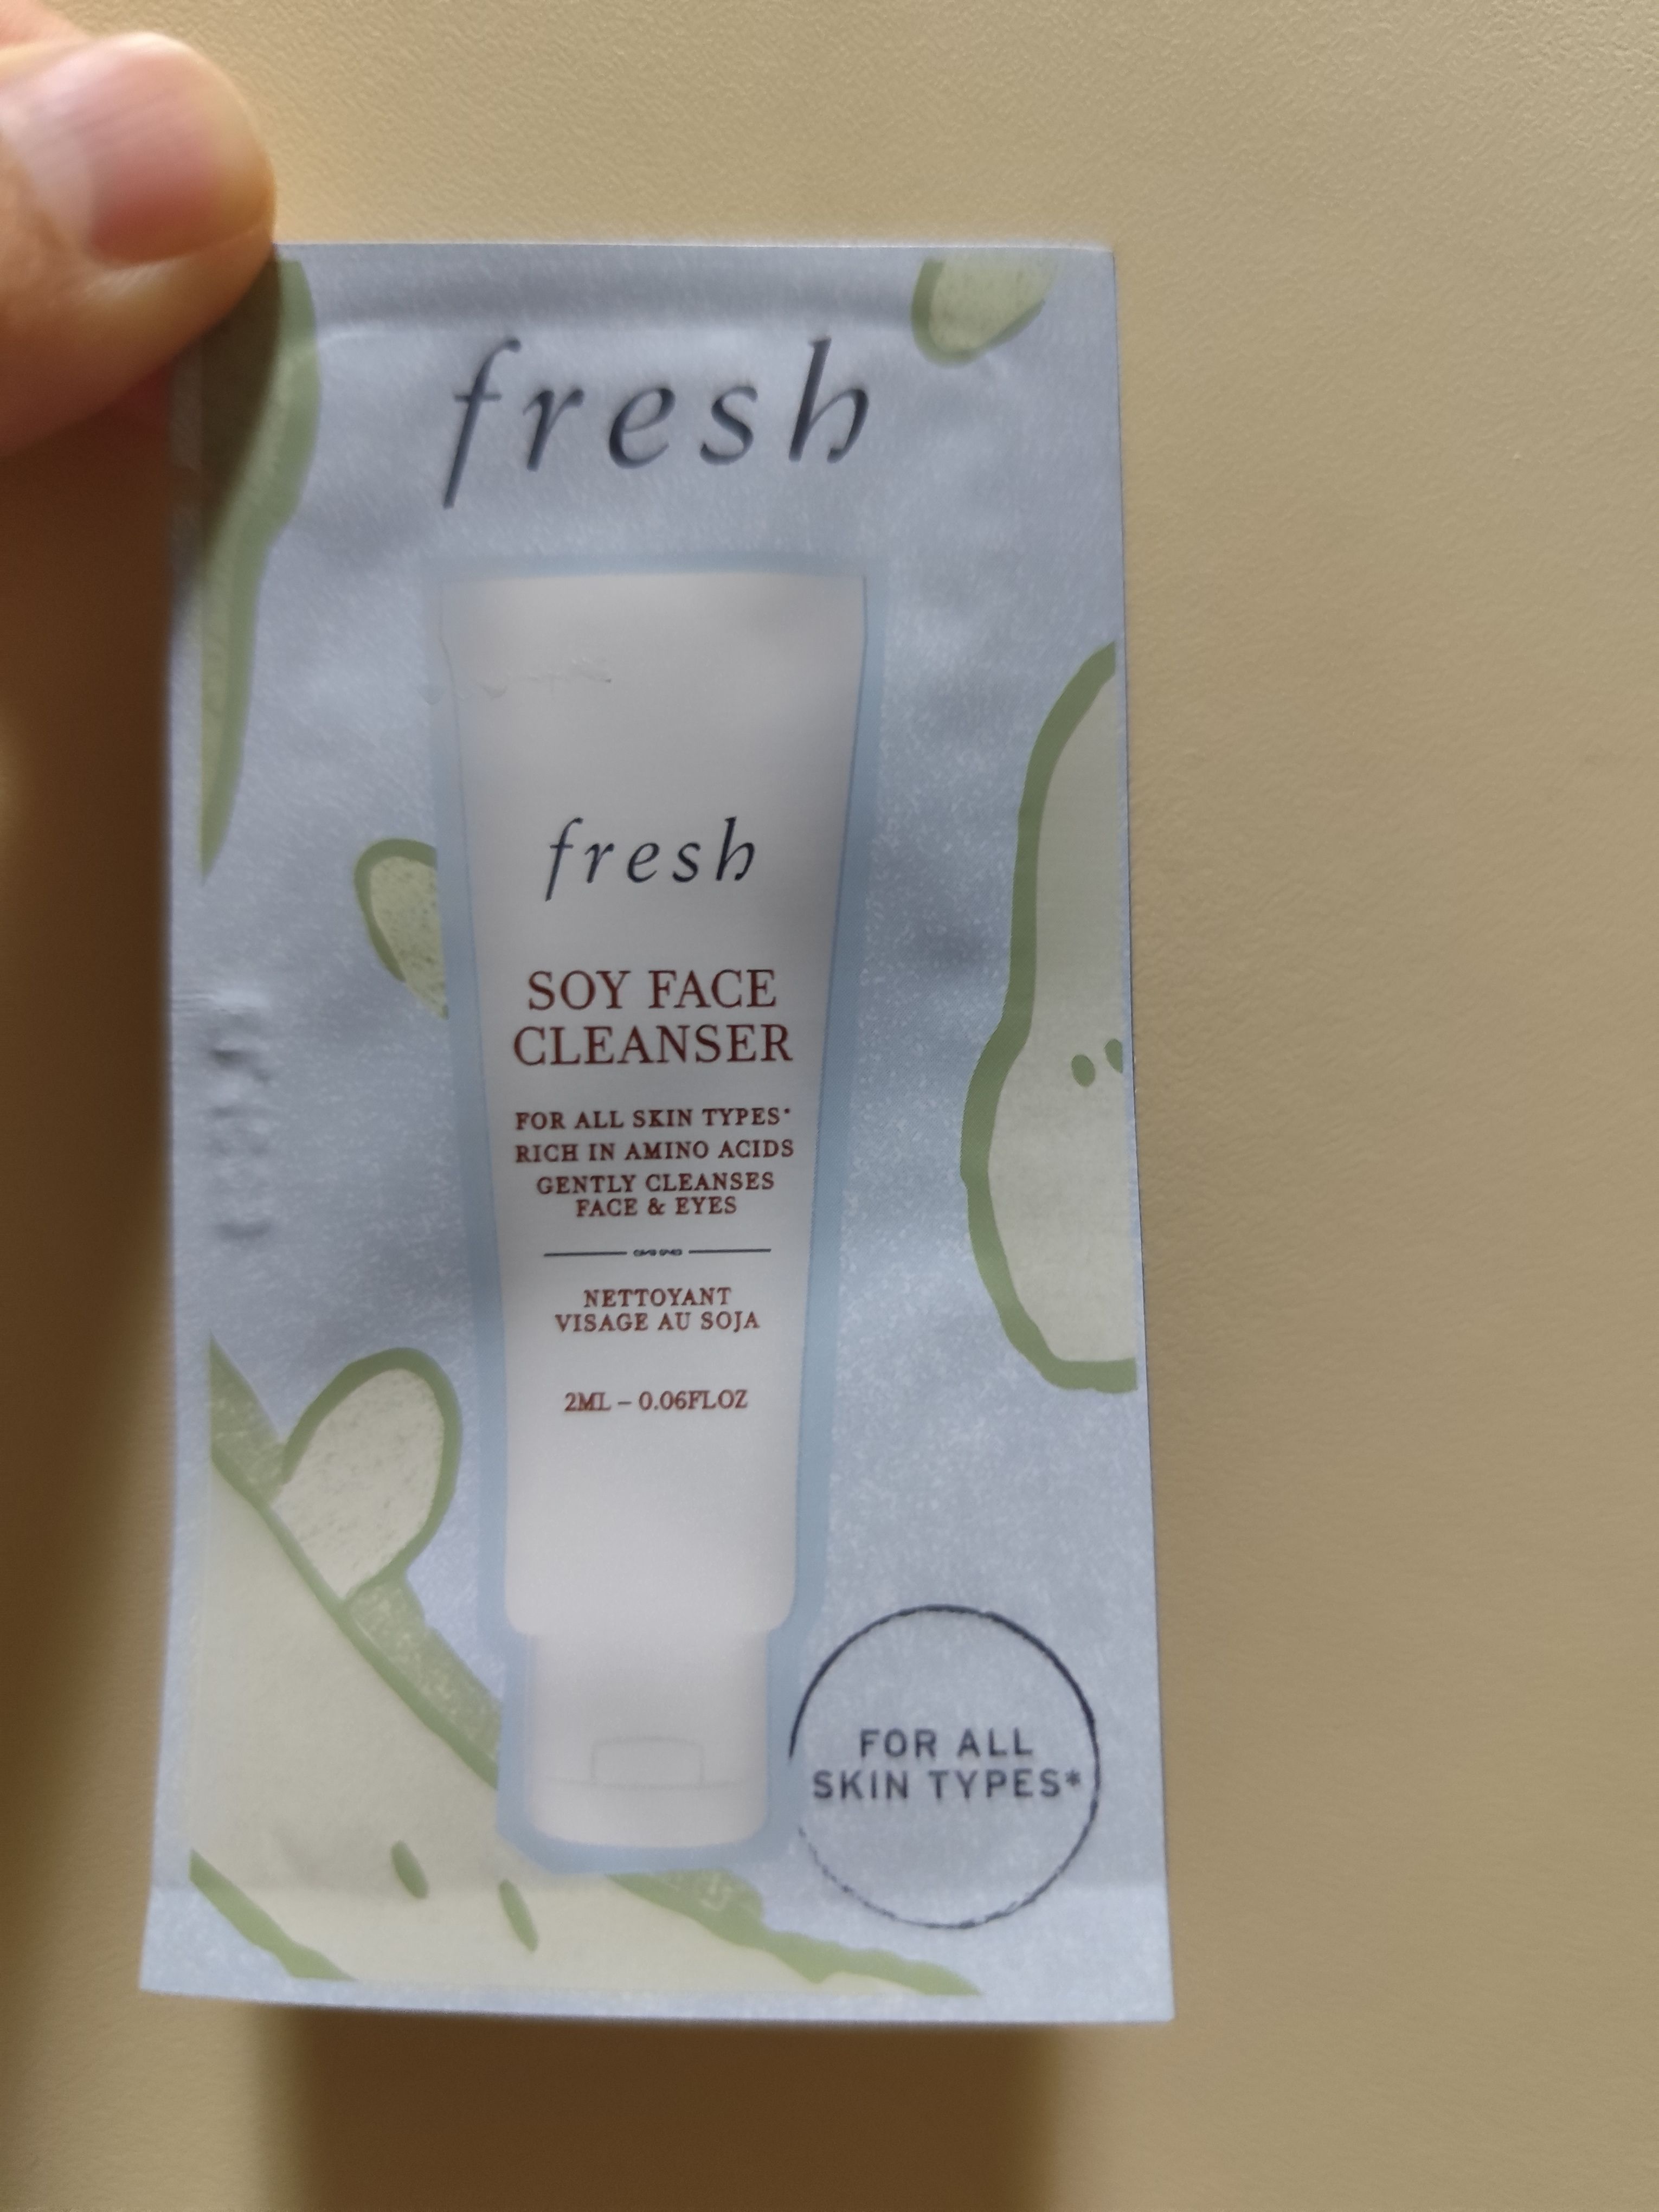 fresh
fresh
SOY FACE
CLEANSER
FOR ALL SKIN TYPES*
RICH IN AMINO ACIDS
GENTLY CLEANSES
FACE & EYES
NETTOYANT
VISAGE AU SOJA
2ML – 0.06FLOZ
FOR ALL
SKIN TYPES*